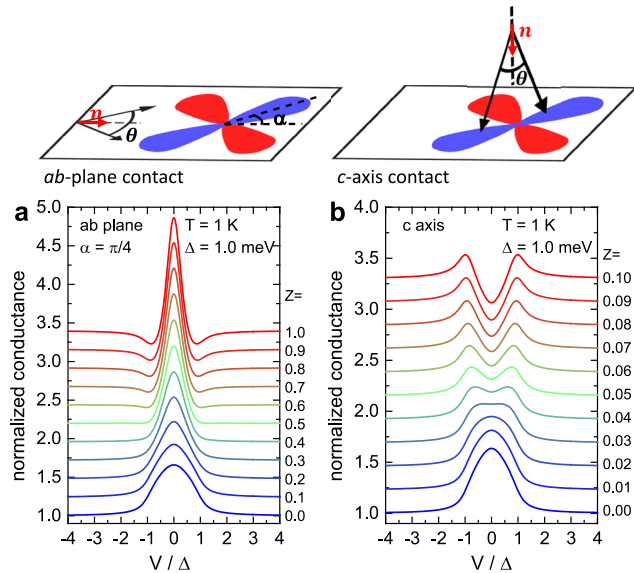 n
θ
α
n
θ
ab-plane contact
c-axis contact
a
b
5.0
4.5
4.0
3.5
3.0
2.5
2.0
1.5
1.0
normalized conductance
ab plane
α = π/4
T = 1 K
Δ = 1.0 meV
Z=
1.0
0.9
0.8
0.7
0.6
0.5
0.4
0.3
0.2
0.1
0.0
-4 -3 -2 -1 0 1 2 3 4
V / Δ
4.0
3.5
3.0
2.5
2.0
1.5
1.0
normalized conductance
c axis
T = 1 K
Δ = 1.0 meV
Z=
0.10
0.09
0.08
0.07
0.06
0.05
0.04
0.03
0.02
0.01
0.00
-4 -3 -2 -1 0 1 2 3 4
V / Δ